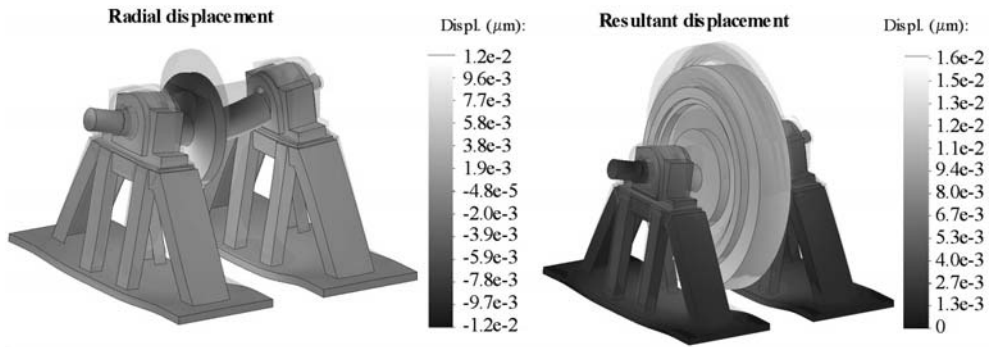 Radial displacement
Displ. (μm):
1.2e-2
9.6e-3
7.7e-3
5.8e-3
3.8e-3
1.9e-3
-4.8e-5
-2.0e-3
-3.9e-3
-5.9e-3
-7.8e-3
-9.7e-3
-1.2e-2
Resultant displacement
Displ. (μm):
1.6e-2
1.5e-2
1.3e-2
1.2e-2
1.1e-2
9.4e-3
8.0e-3
6.7e-3
5.4e-3
4.0e-3
2.7e-3
1.3e-3
0